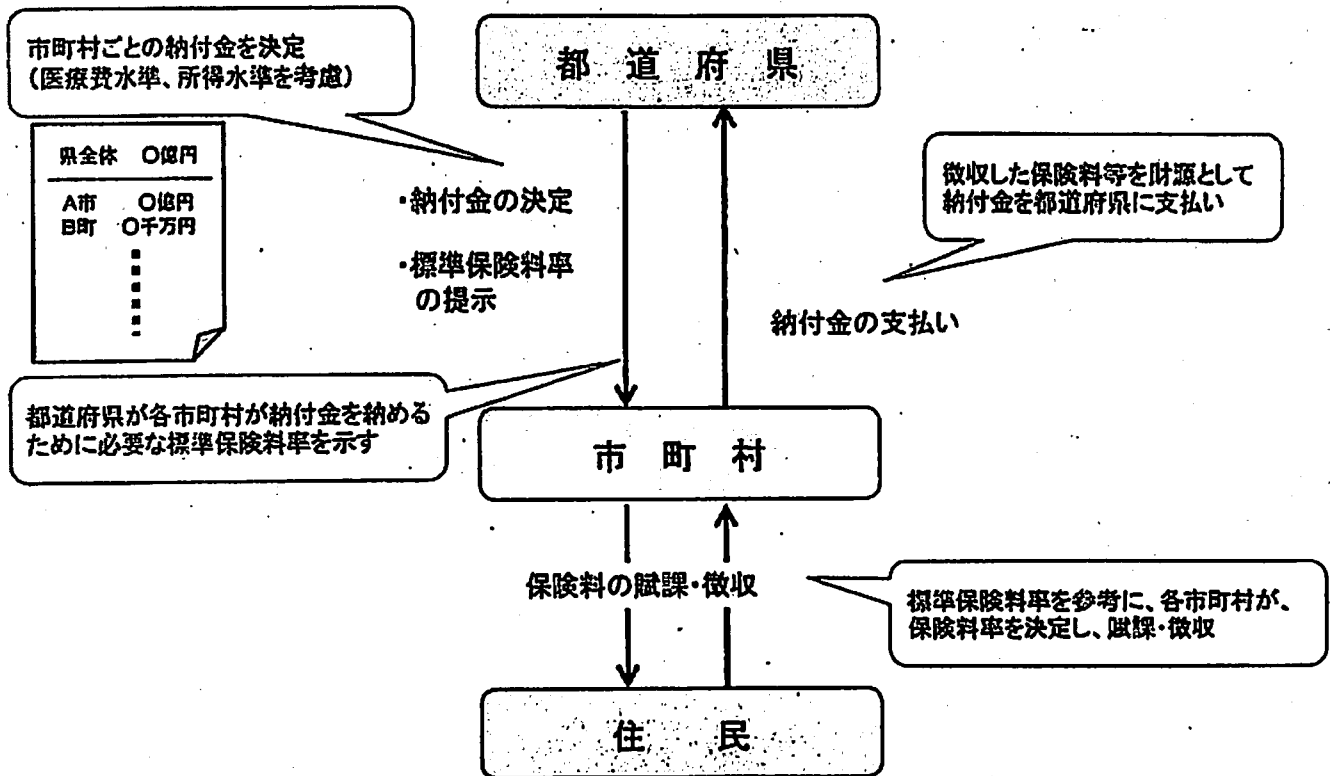 市町村ごとの納付金を決定
(医療費水準、所得水準を考慮)
都道府県
県全体 〇億円
A市 〇億円
B町 〇千万円
・納付金の決定
・標準保険料率
の提示
徴収した保険料等を財源として
納付金を都道府県に支払い
納付金の支払い
都道府県が各市町村が納付金を納める
ために必要な標準保険料率を示す
市町村
保険料の賦課・徴収
標準保険料率を参考に、各市町村が、
保険料率を決定し、賦課・徴収
住民